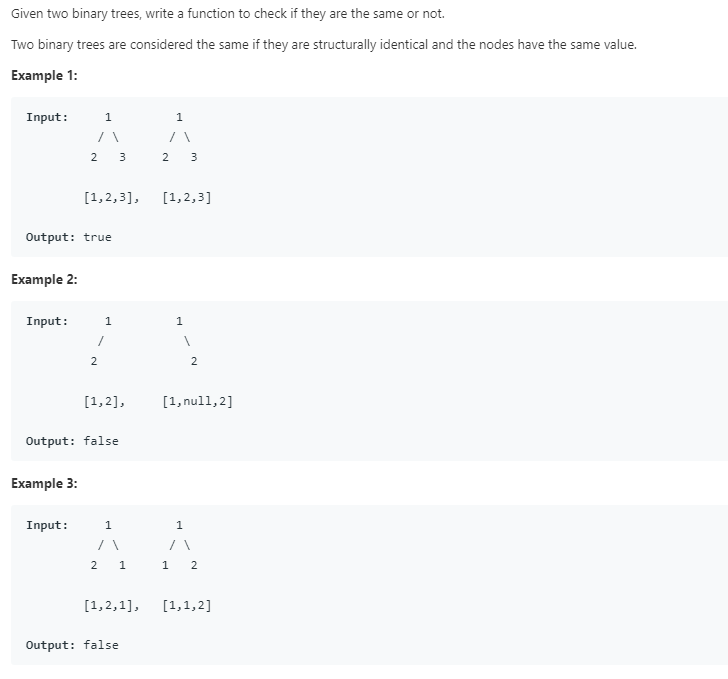 Given two binary trees, write a function to check if they are the same or not.
Two binary trees are considered the same if they are structurally identical and the nodes have the same value.
Example 1:
Input:     1         1
          / \       / \
         2   3     2   3
        [1,2,3],   [1,2,3]
Output: true
Example 2:
Input:     1         1
          /           \
         2             2
        [1,2],     [1,null,2]
Output: false
Example 3:
Input:     1         1
          / \       / \
         2   1     1   2
        [1,2,1],   [1,1,2]
Output: false